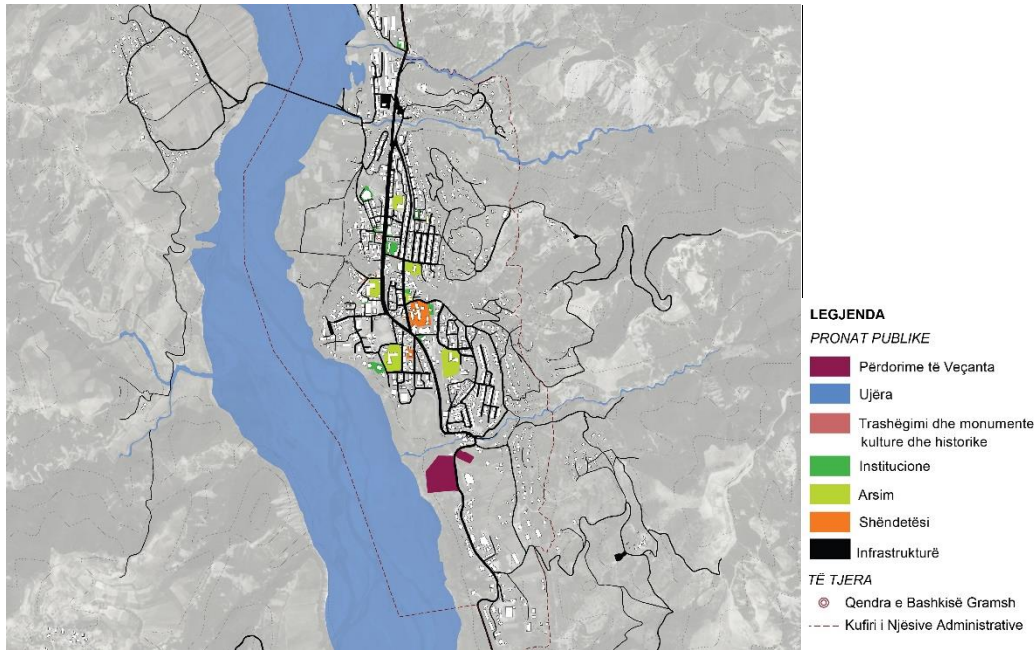 LEGJENDA
PRONAT PUBLIKE
Përdorime të Veçanta
Ujëra
Trashëgimi dhe monumente
kulture dhe historike
Institucione
Arsim
Shëndetësi
Infrastrukturë
TË TJERA
Qendra e Bashkisë Gramsh
Kufiri i Njësive Administrative